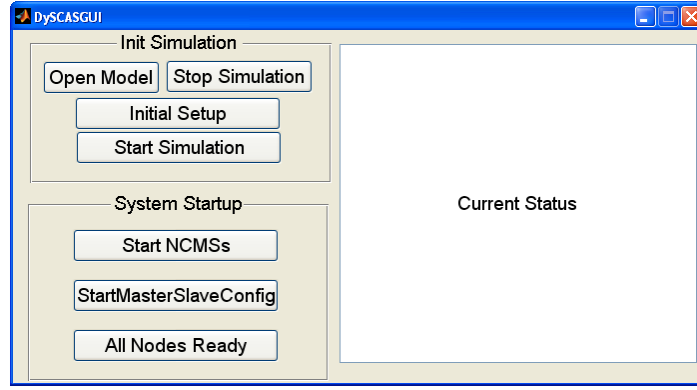 DySCASGUI
Init Simulation
Open Model Stop Simulation
Initial Setup
Start Simulation
System Startup
Start NCMSs
StartMasterSlaveConfig
All Nodes Ready
Current Status